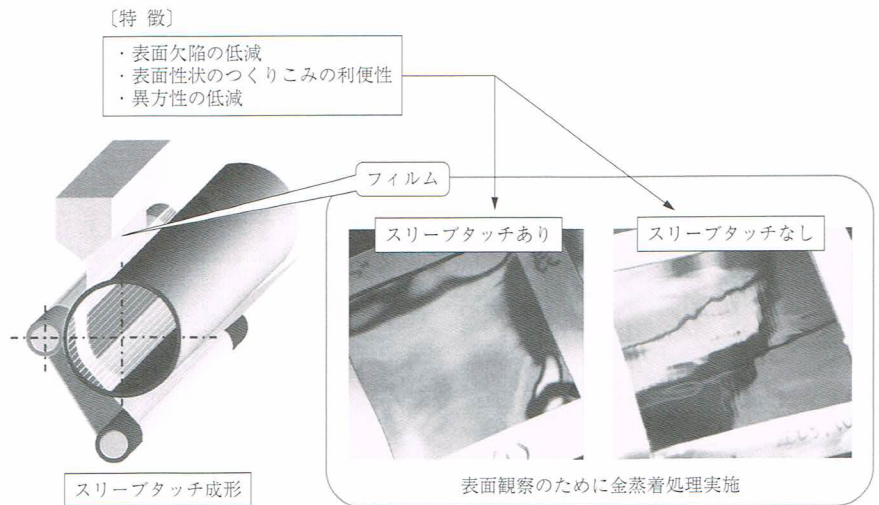 〔特 徴〕
・表面欠陥の低減
・表面性状のつくりこみの利便性
・異方性の低減
フィルム
スリーブタッチあり
スリーブタッチなし
スリーブタッチ成形
表面観察のために金蒸着処理実施